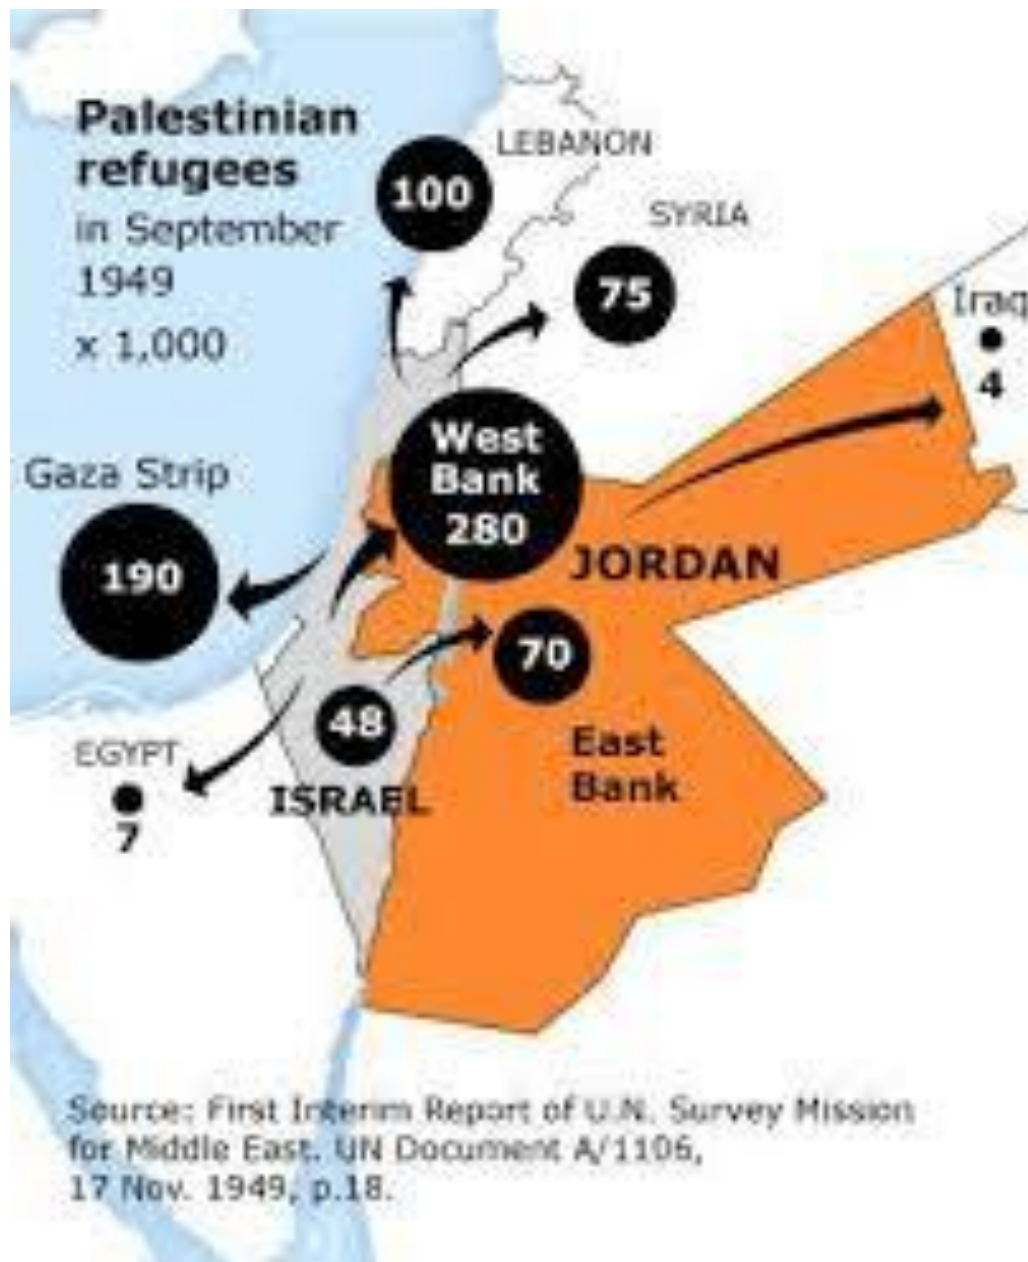 Palestinian
refugees
in September
1949
x 1,000
LEBANON
100
SYRIA
75
Iraq
4
West
Bank
280
Gaza Strip
190
JORDAN
70
48
EGYPT
7
ISRAEL
East
Bank
Source: First Interim Report of U.N. Survey Mission
for Middle East. UN Document A/1106,
17 Nov. 1949, p.18.